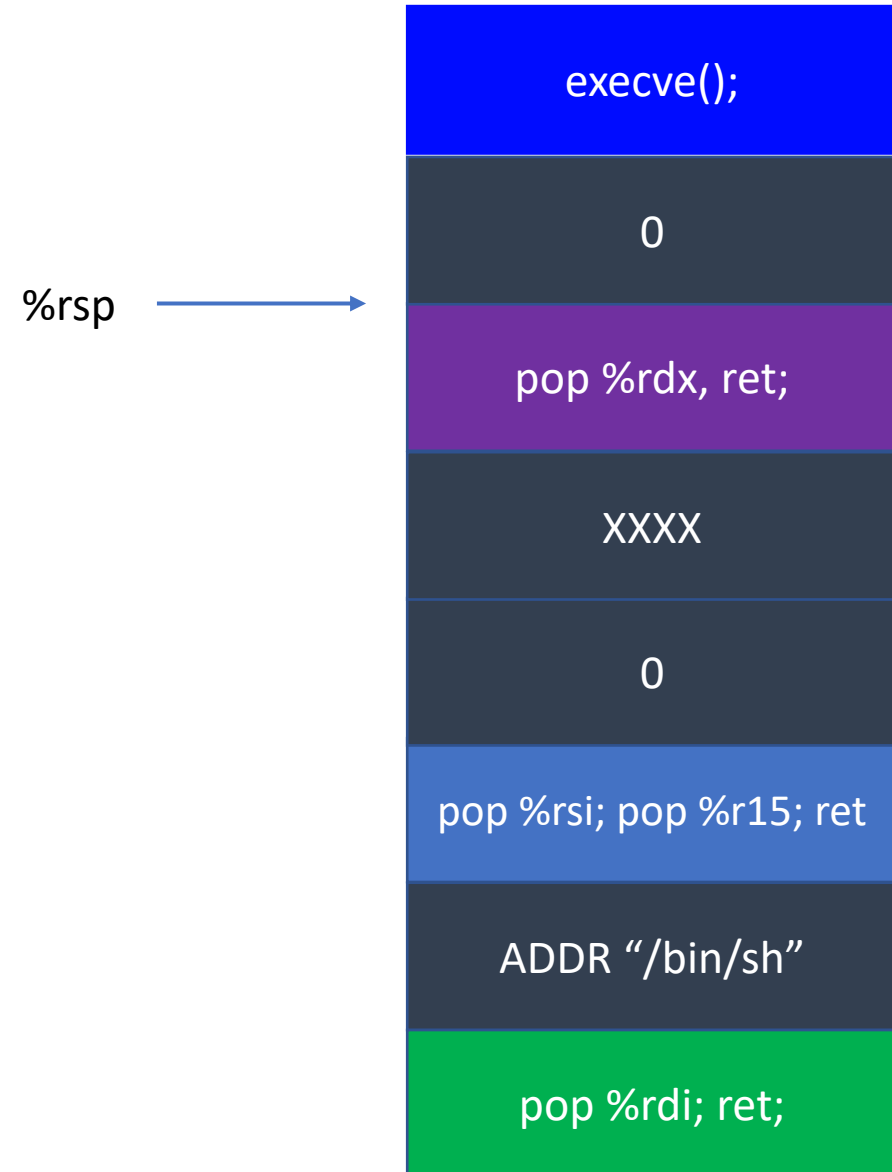 execve();
0
%rsp
pop %rdx, ret;
XXXX
0
pop %rsi; pop %r15; ret
ADDR “/bin/sh”
pop %rdi; ret;